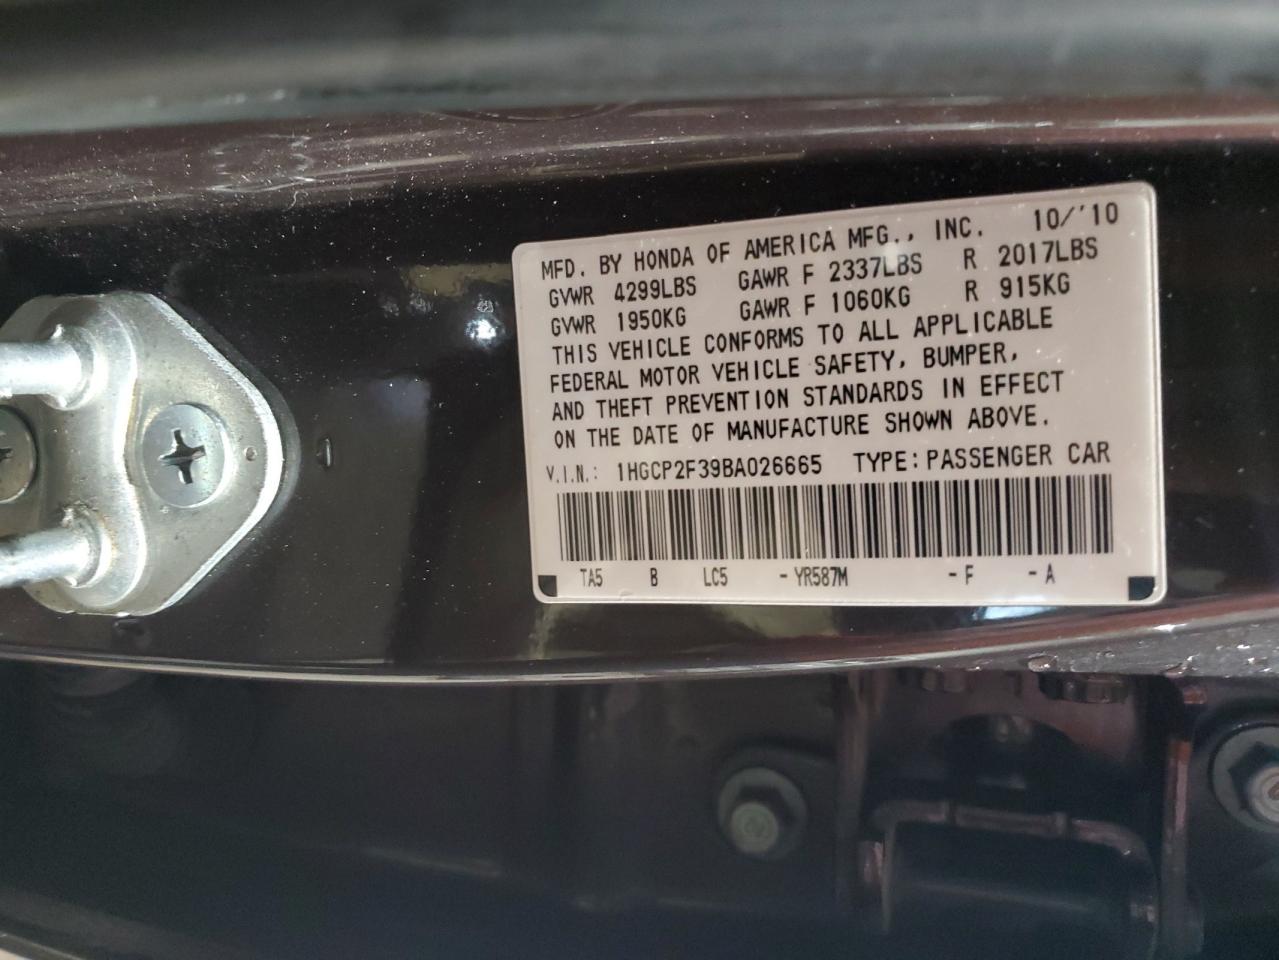 MFD. BY HONDA OF AMERICA MFG., INC. 10/'10
GVWR 4299LBS GAWR F 2337LBS R 2017LBS
GVWR 1950KG GAWR F 1060KG R 915KG
THIS VEHICLE CONFORMS TO ALL APPLICABLE
FEDERAL MOTOR VEHICLE SAFETY, BUMPER,
AND THEFT PREVENTION STANDARDS IN EFFECT
ON THE DATE OF MANUFACTURE SHOWN ABOVE.
V.I.N.: 1HGCP2F39BA026665 TYPE: PASSENGER CAR
TA5 B LC5 - YR587M - F - A